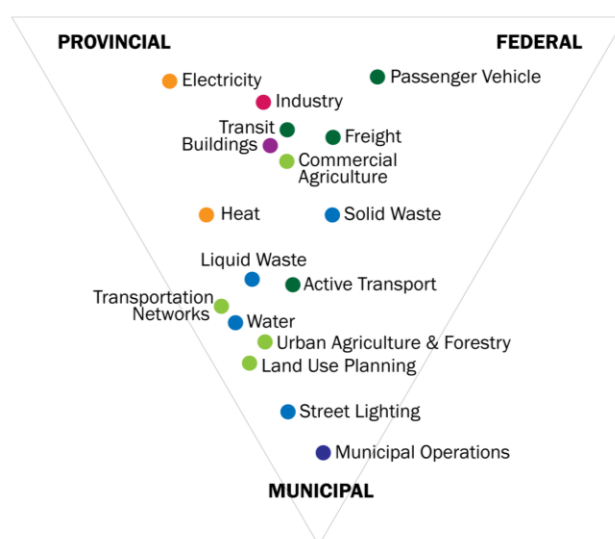 PROVINCIAL
FEDERAL
Electricity
Passenger Vehicle
Industry
Transit
Freight
Buildings
Commercial
Agriculture
Heat
Solid Waste
Liquid Waste
Active Transport
Transportation
Networks
Water
Urban Agriculture & Forestry
Land Use Planning
Street Lighting
Municipal Operations
MUNICIPAL